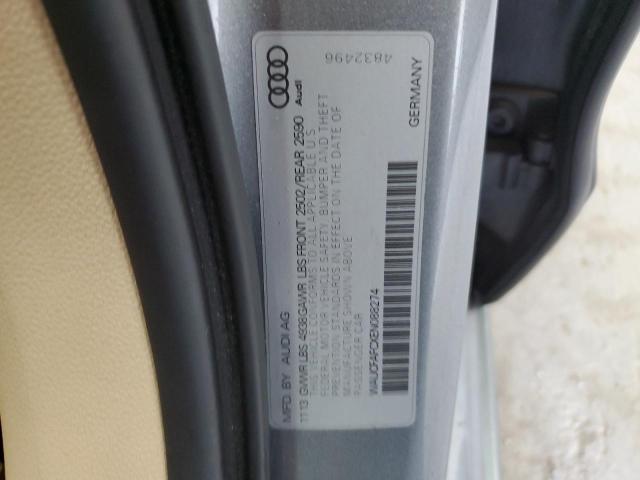 MFD. BY AUDI AG
11 13 GVWR LBS 4938 GAWR LBS FRONT 2502/REAR 2590
THIS VEHICLE CONFORMS TO ALL APPLICABLE U.S.
FEDERAL MOTOR VEHICLE SAFETY, BUMPER AND THEFT
PREVENTION STANDARDS IN EFFECT ON THE DATE OF
MANUFACTURE SHOWN ABOVE
PASSENGER CAR
WAUCFAFCXEN088274
GERMANY
Audi
4832496